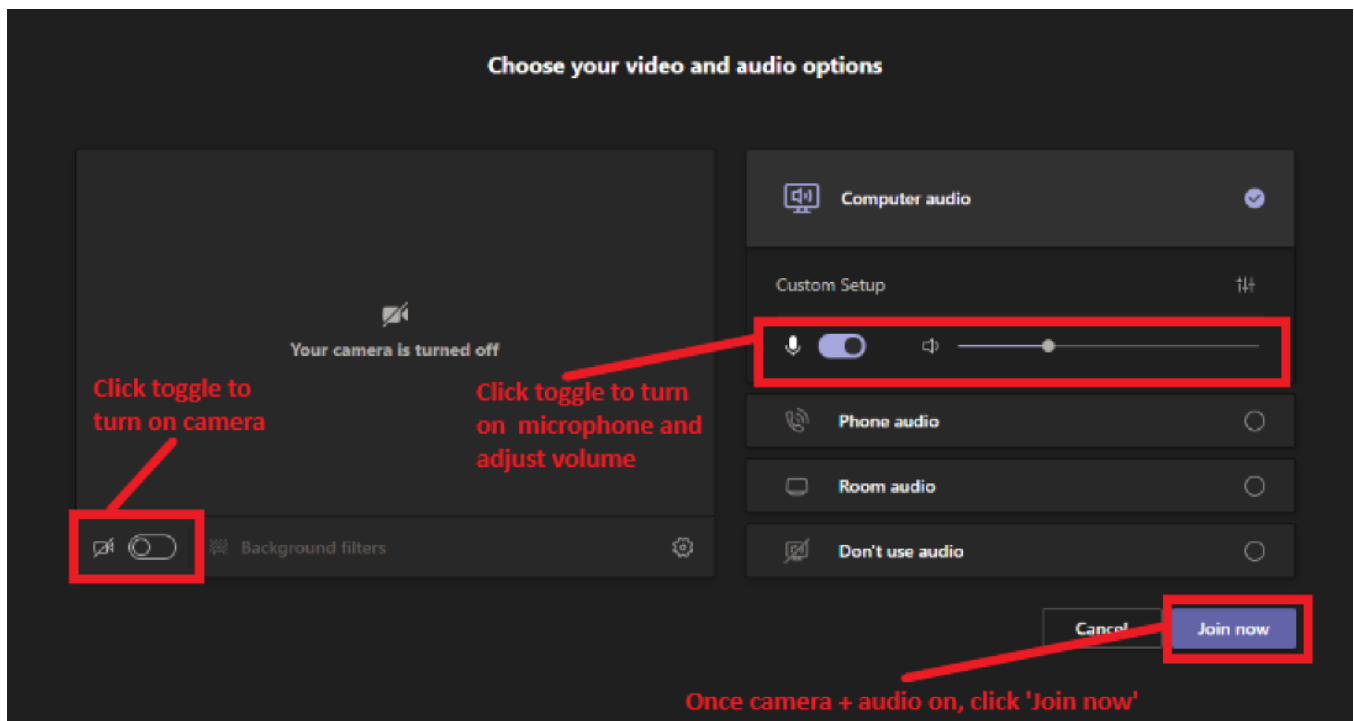 Choose your video and audio options
Computer audio
Custom Setup
Your camera is turned off
Click toggle to
turn on camera
Click toggle to turn
on  microphone and
adjust volume
Phone audio
Room audio
Background filters
Don't use audio
Cancel
Join now
Once camera + audio on, click 'Join now'